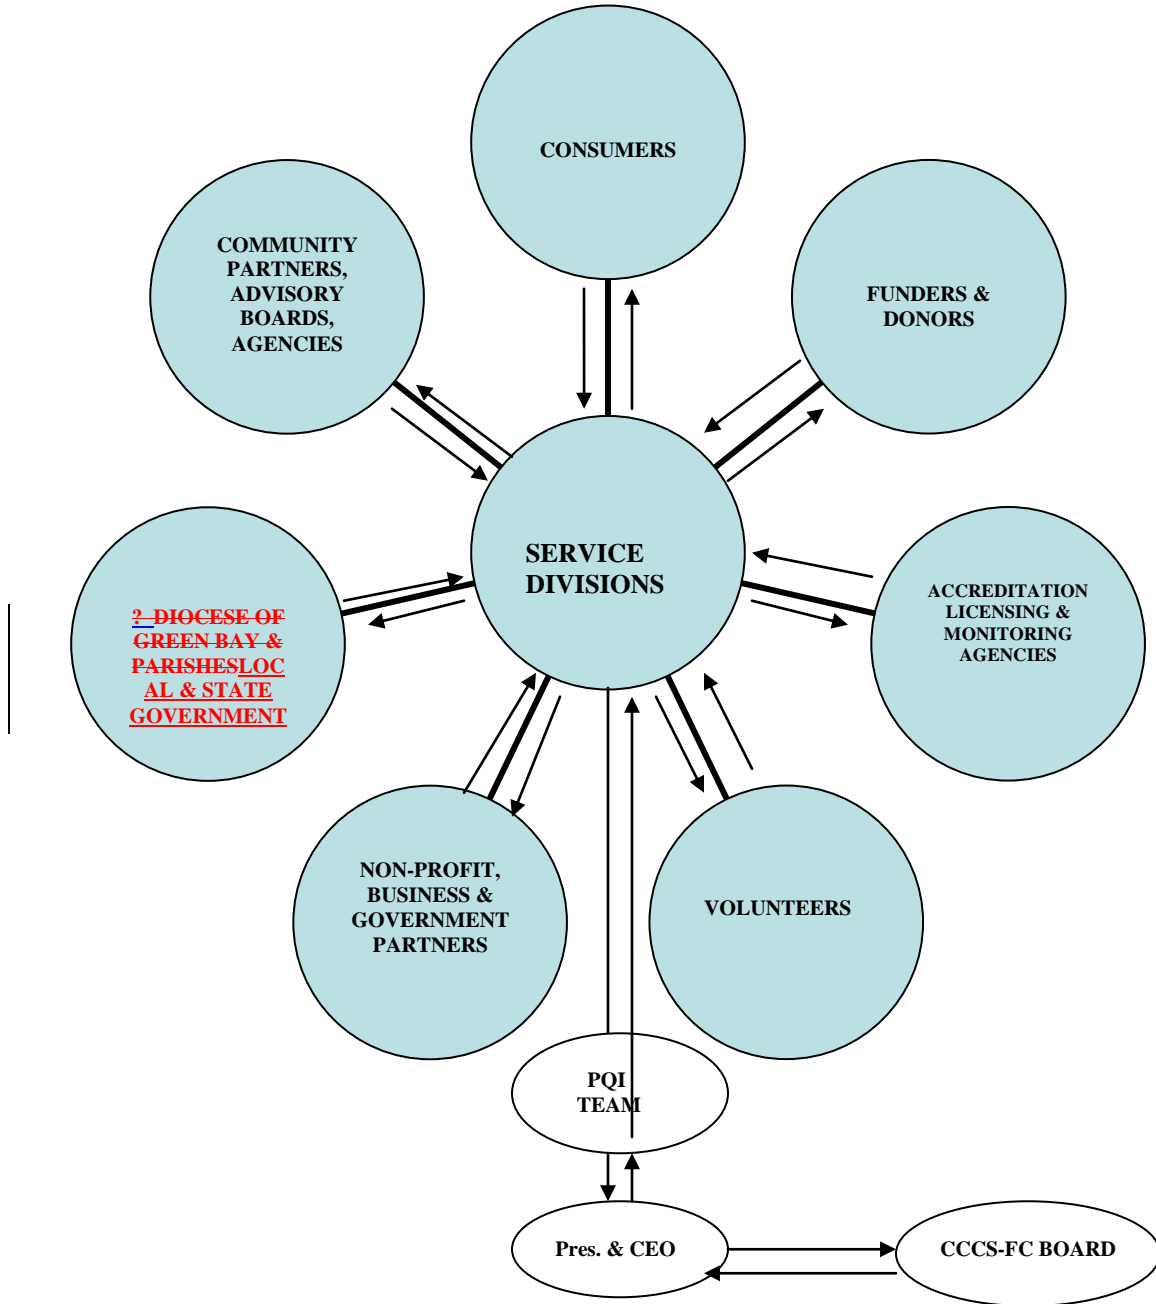 CONSUMERS
COMMUNITY
PARTNERS,
ADVISORY
BOARDS,
AGENCIES
FUNDERS &
DONORS
SERVICE
DIVISIONS
ACCREDITATION
LICENSING &
MONITORING
AGENCIES
? DIOCESE OF
GREEN BAY &
PARISHESLOC
AL & STATE
GOVERNMENT
NON-PROFIT,
BUSINESS &
GOVERNMENT
PARTNERS
VOLUNTEERS
PQI
TEAM
Pres. & CEO
CCCS-FC BOARD